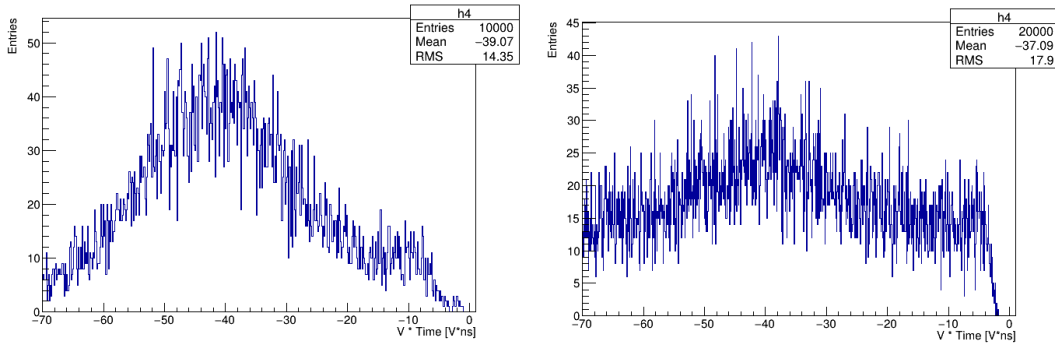 h4
Entries 10000
Mean −39.07
RMS 14.35
Entries
50
40
30
20
10
0
−70 −60 −50 −40 −30 −20 −10 0
V * Time [V*ns]
h4
Entries 20000
Mean −37.09
RMS 17.9
Entries
45
40
35
30
25
20
15
10
5
0
−70 −60 −50 −40 −30 −20 −10 0
V * Time [V*ns]